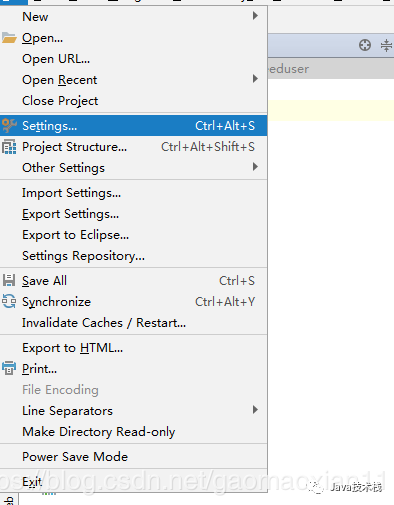 New
Open...
Open URL...
Open Recent
Close Project
eduser
Settings... Ctrl+Alt+S
Project Structure... Ctrl+Alt+Shift+S
Other Settings
Import Settings...
Export Settings...
Export to Eclipse...
Settings Repository...
Save All Ctrl+S
Synchronize Ctrl+Alt+Y
Invalidate Caches / Restart...
Export to HTML...
Print...
File Encoding
Line Separators
Make Directory Read-only
Power Save Mode
Exit
ps://blog.csdn.net/gaomaoxiao11
Java技术栈